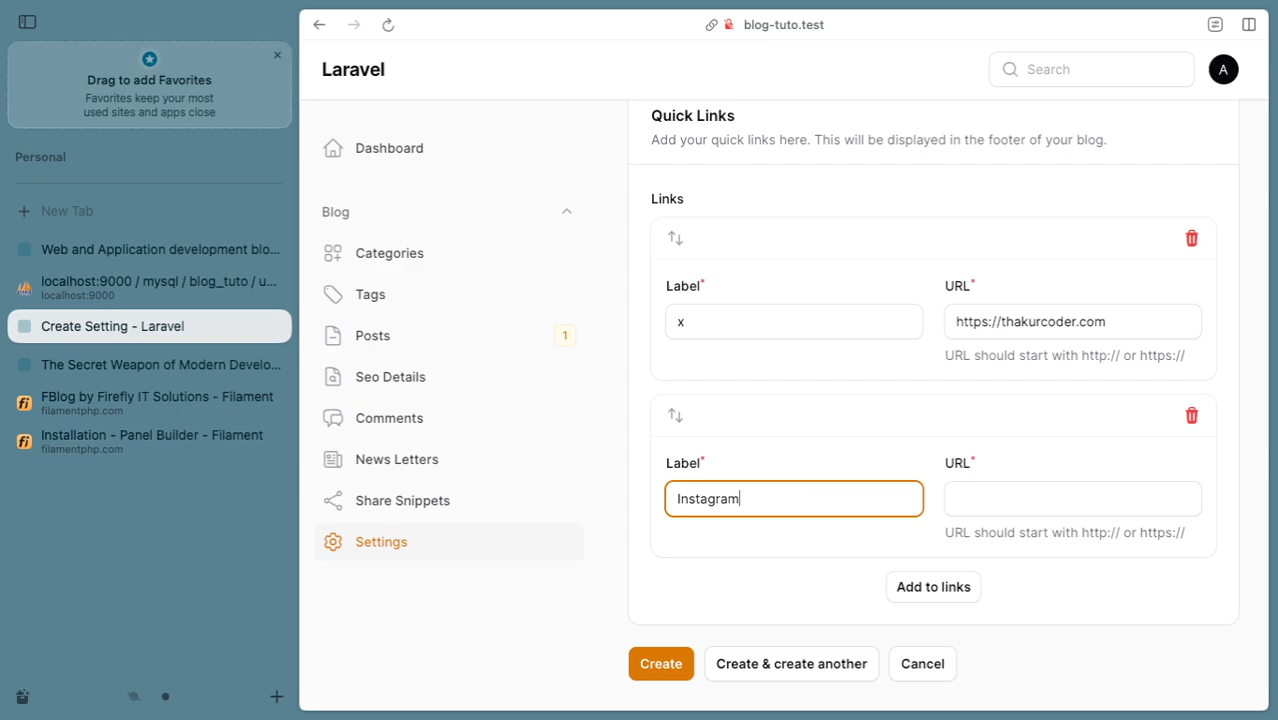 blog-tuto.test
Drag to add Favorites
Favorites keep your most
used sites and apps close
Personal
New Tab
Web and Application development blo...
localhost:9000 / mysql / blog_tuto / u...
localhost:9000
Create Setting - Laravel
The Secret Weapon of Modern Develo...
FBlog by Firefly IT Solutions - Filament
filamentphp.com
Installation - Panel Builder - Filament
filamentphp.com
Laravel
Search
A
Dashboard
Blog
Categories
Tags
Posts
1
Seo Details
Comments
News Letters
Share Snippets
Settings
Quick Links
Add your quick links here. This will be displayed in the footer of your blog.
Links
Label*
URL*
x
https://thakurcoder.com
URL should start with http:// or https://
Label*
URL*
Instagram
URL should start with http:// or https://
Add to links
Create
Create & create another
Cancel